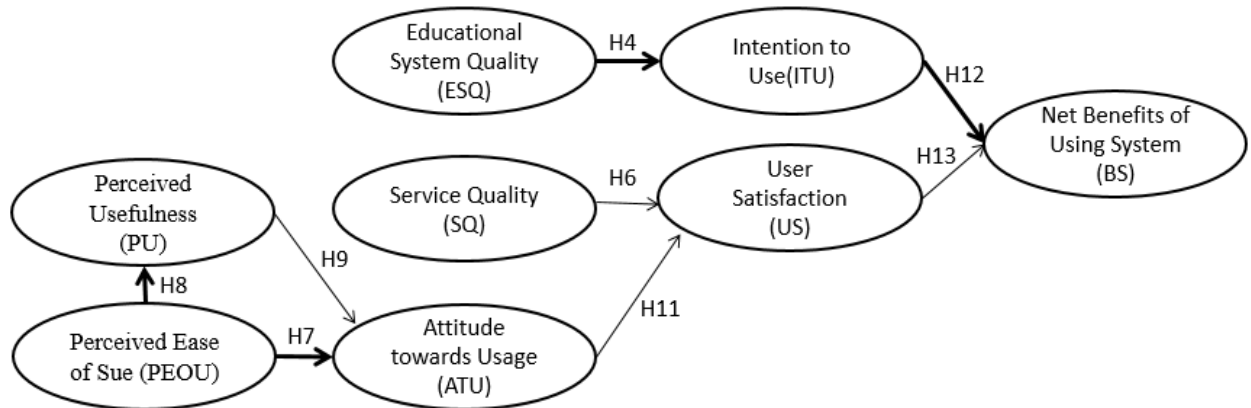 Educational
System Quality
(ESQ)
H4
Intention to
Use(ITU)
H12
Net Benefits of
Using System
(BS)
Perceived
Usefulness
(PU)
Service Quality
(SQ)
H6
User
Satisfaction
(US)
H13
H9
H8
Perceived Ease
of Sue (PEOU)
H7
Attitude
towards Usage
(ATU)
H11